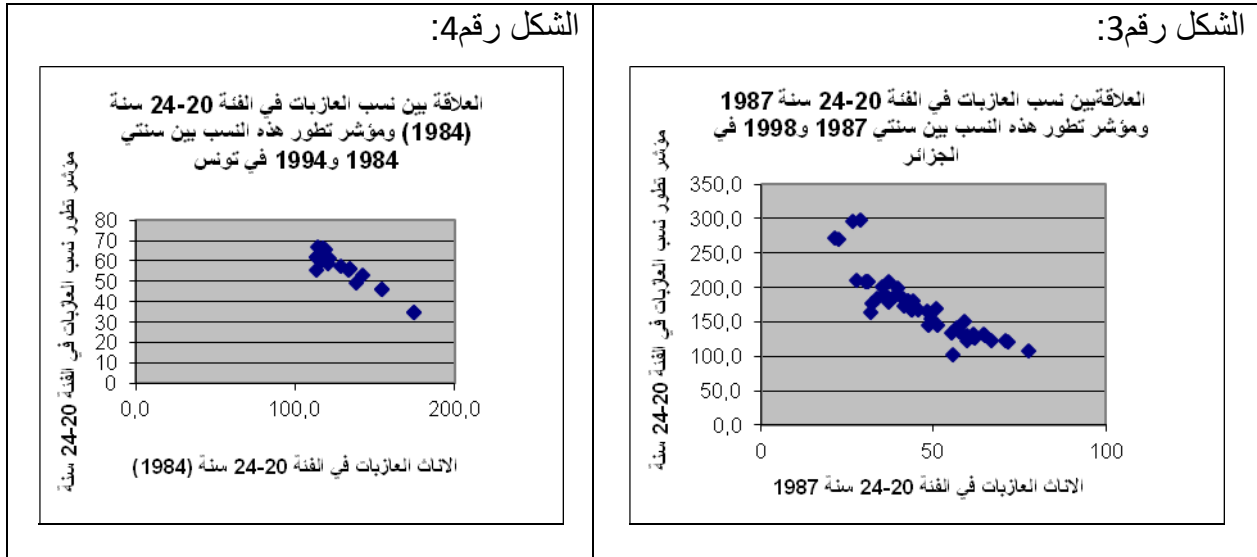 الشكل رقم3:
العلاقةبين نسب العازبات في الفئة 20-24 سنة 1987
ومؤشر تطور هذه النسب بين سنتي 1987 و1998 في
الجزائر
مؤشر تطور نسب العازبات في الفئة 20-24 سنة
350,0
300,0
250,0
200,0
150,0
100,0
50,0
0,0
0
50
100
الاناث العازبات في الفئة 20-24 سنة 1987
الشكل رقم4:
العلاقة بين نسب العازبات في الفئة 20-24 سنة
(1984) ومؤشر تطور هذه النسب بين سنتي
1984 و1994 في تونس
مؤشر تطور نسب العازبات في الفئة 20-24 سنة
80
70
60
50
40
30
20
10
0
0,0
100,0
200,0
الاناث العازبات في الفئة 20-24 سنة (1984)